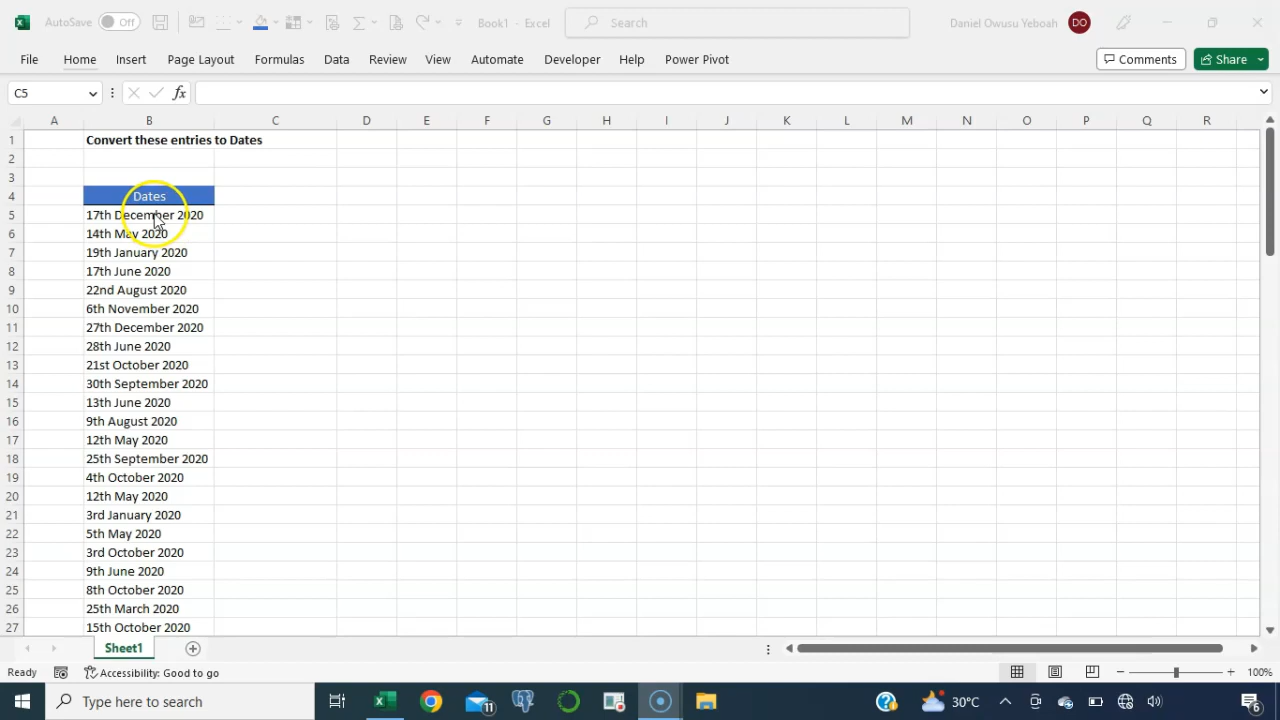 AutoSave Off Book1 - Excel Search Daniel Owusu Yeboah DO
File Home Insert Page Layout Formulas Data Review View Automate Developer Help Power Pivot Comments Share
C5 fx
A B C D E F G H I J K L M N O P Q R
1 Convert these entries to Dates
2
3
4 Dates
5 17th December 2020
6 14th May 2020
7 19th January 2020
8 17th June 2020
9 22nd August 2020
10 6th November 2020
11 27th December 2020
12 28th June 2020
13 21st October 2020
14 30th September 2020
15 13th June 2020
16 9th August 2020
17 12th May 2020
18 25th September 2020
19 4th October 2020
20 12th May 2020
21 3rd January 2020
22 5th May 2020
23 3rd October 2020
24 9th June 2020
25 8th October 2020
26 25th March 2020
27 15th October 2020
Sheet1
Ready Accessibility: Good to go 100%
Type here to search 11 30°C 6